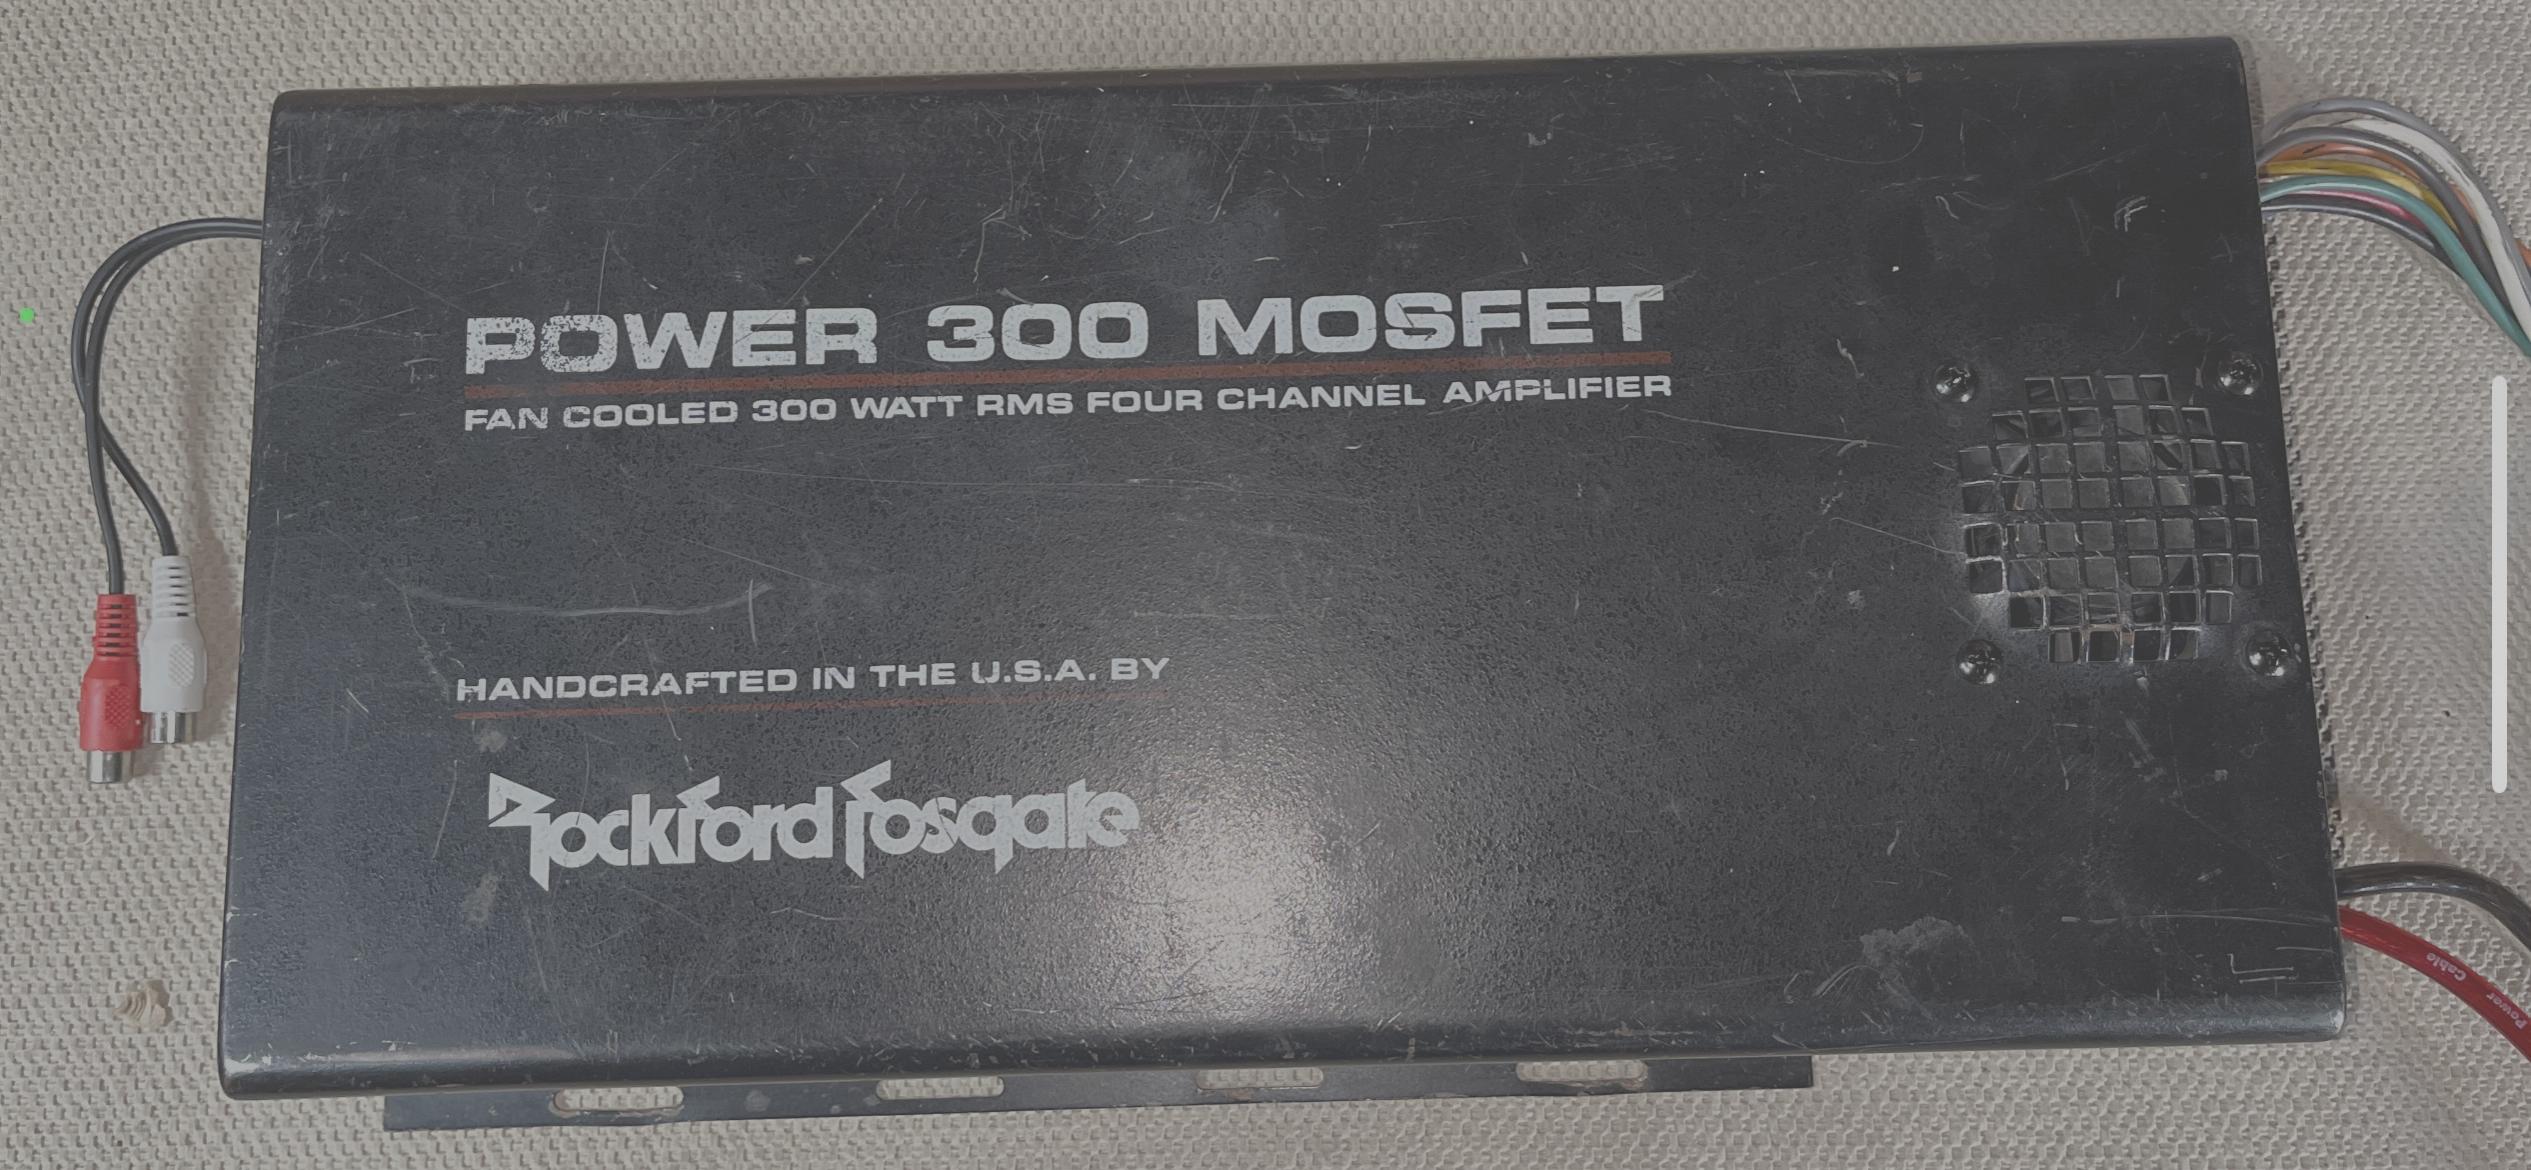 POWER 300 MOSFET
FAN COOLED 300 WATT RMS FOUR CHANNEL AMPLIFIER
HANDCRAFTED IN THE U.S.A. BY
Rockford Fosgate
Power Cable